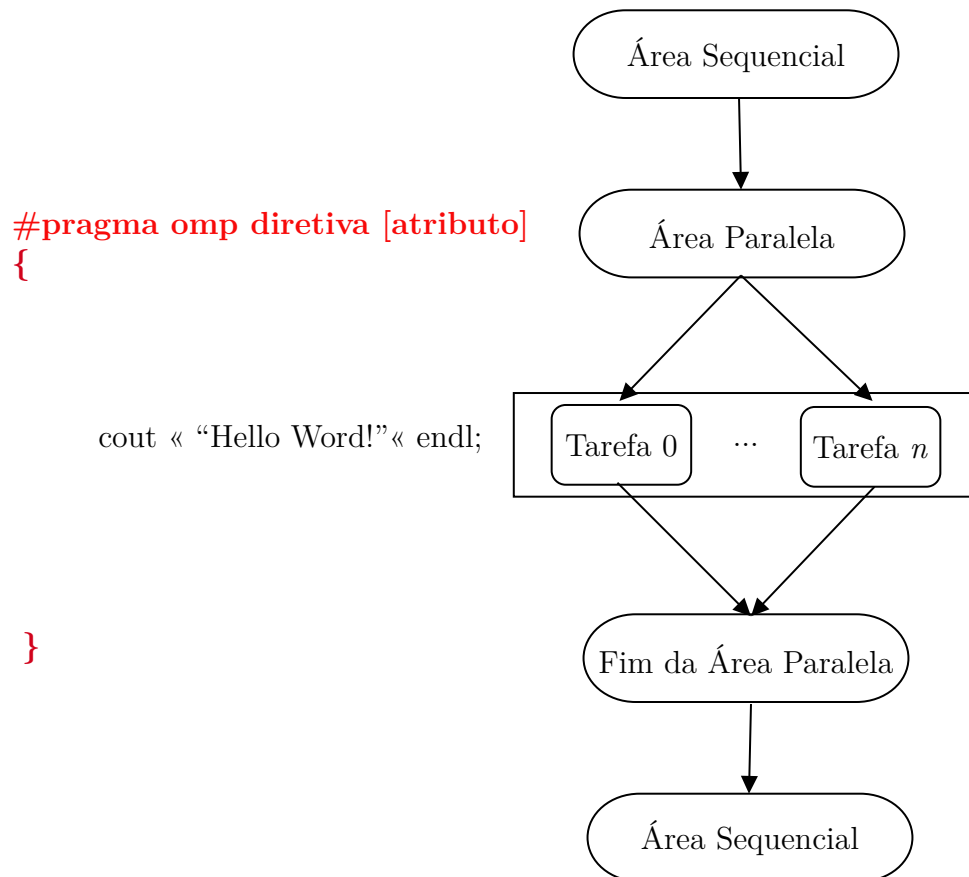 Área Sequencial
#pragma omp diretiva [atributo]
{
Área Paralela
cout « “Hello Word!”« endl;
Tarefa 0
...
Tarefa n
}
Fim da Área Paralela
Área Sequencial